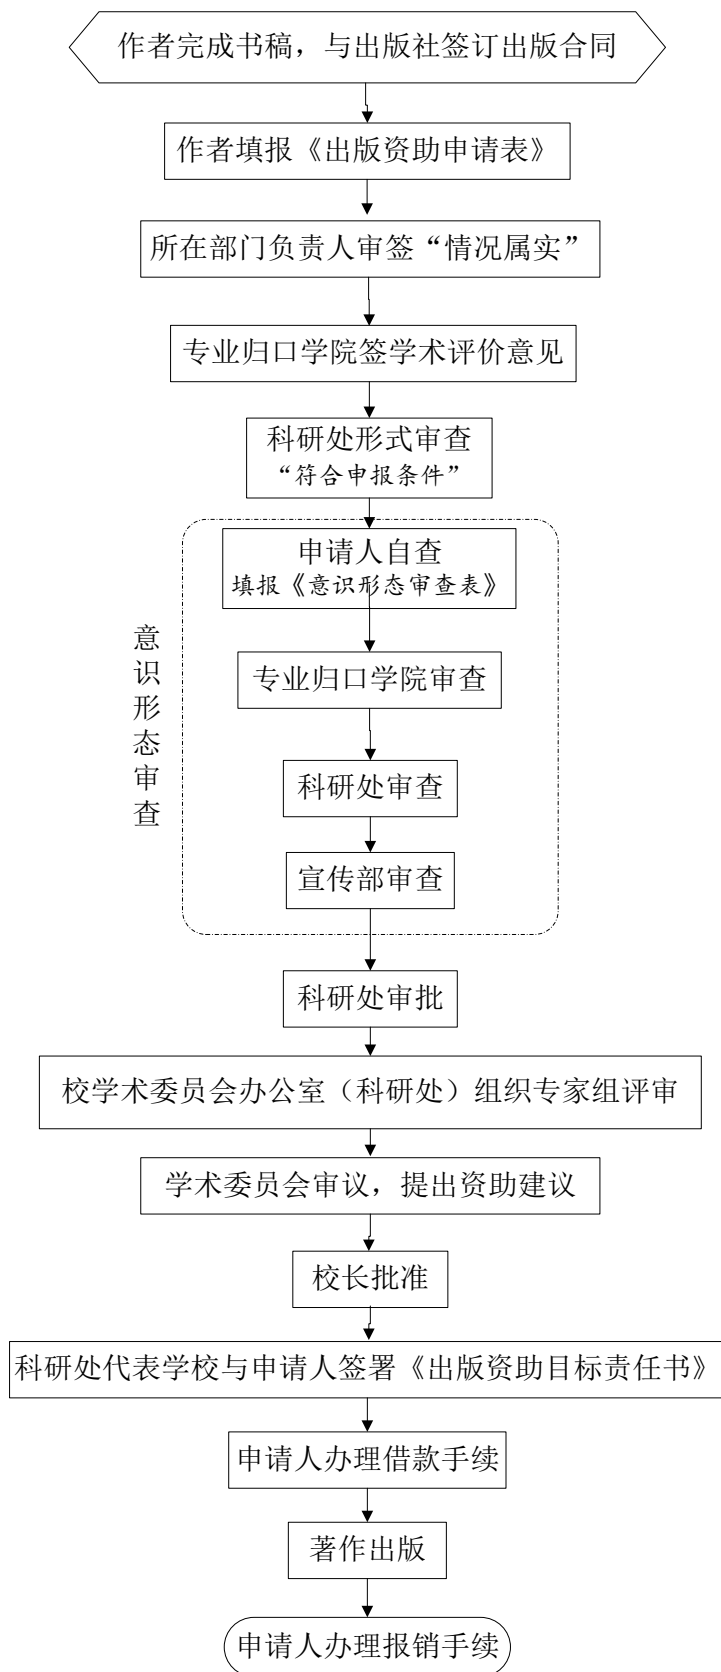 作者完成书稿，与出版社签订出版合同
作者填报《出版资助申请表》
所在部门负责人审签“情况属实”
专业归口学院签学术评价意见
科研处形式审查
“符合申报条件”
申请人自查
填报《意识形态审查表》
意识形态审查
专业归口学院审查
科研处审查
宣传部审查
科研处审批
校学术委员会办公室（科研处）组织专家组评审
学术委员会审议，提出资助建议
校长批准
科研处代表学校与申请人签署《出版资助目标责任书》
申请人办理借款手续
著作出版
申请人办理报销手续